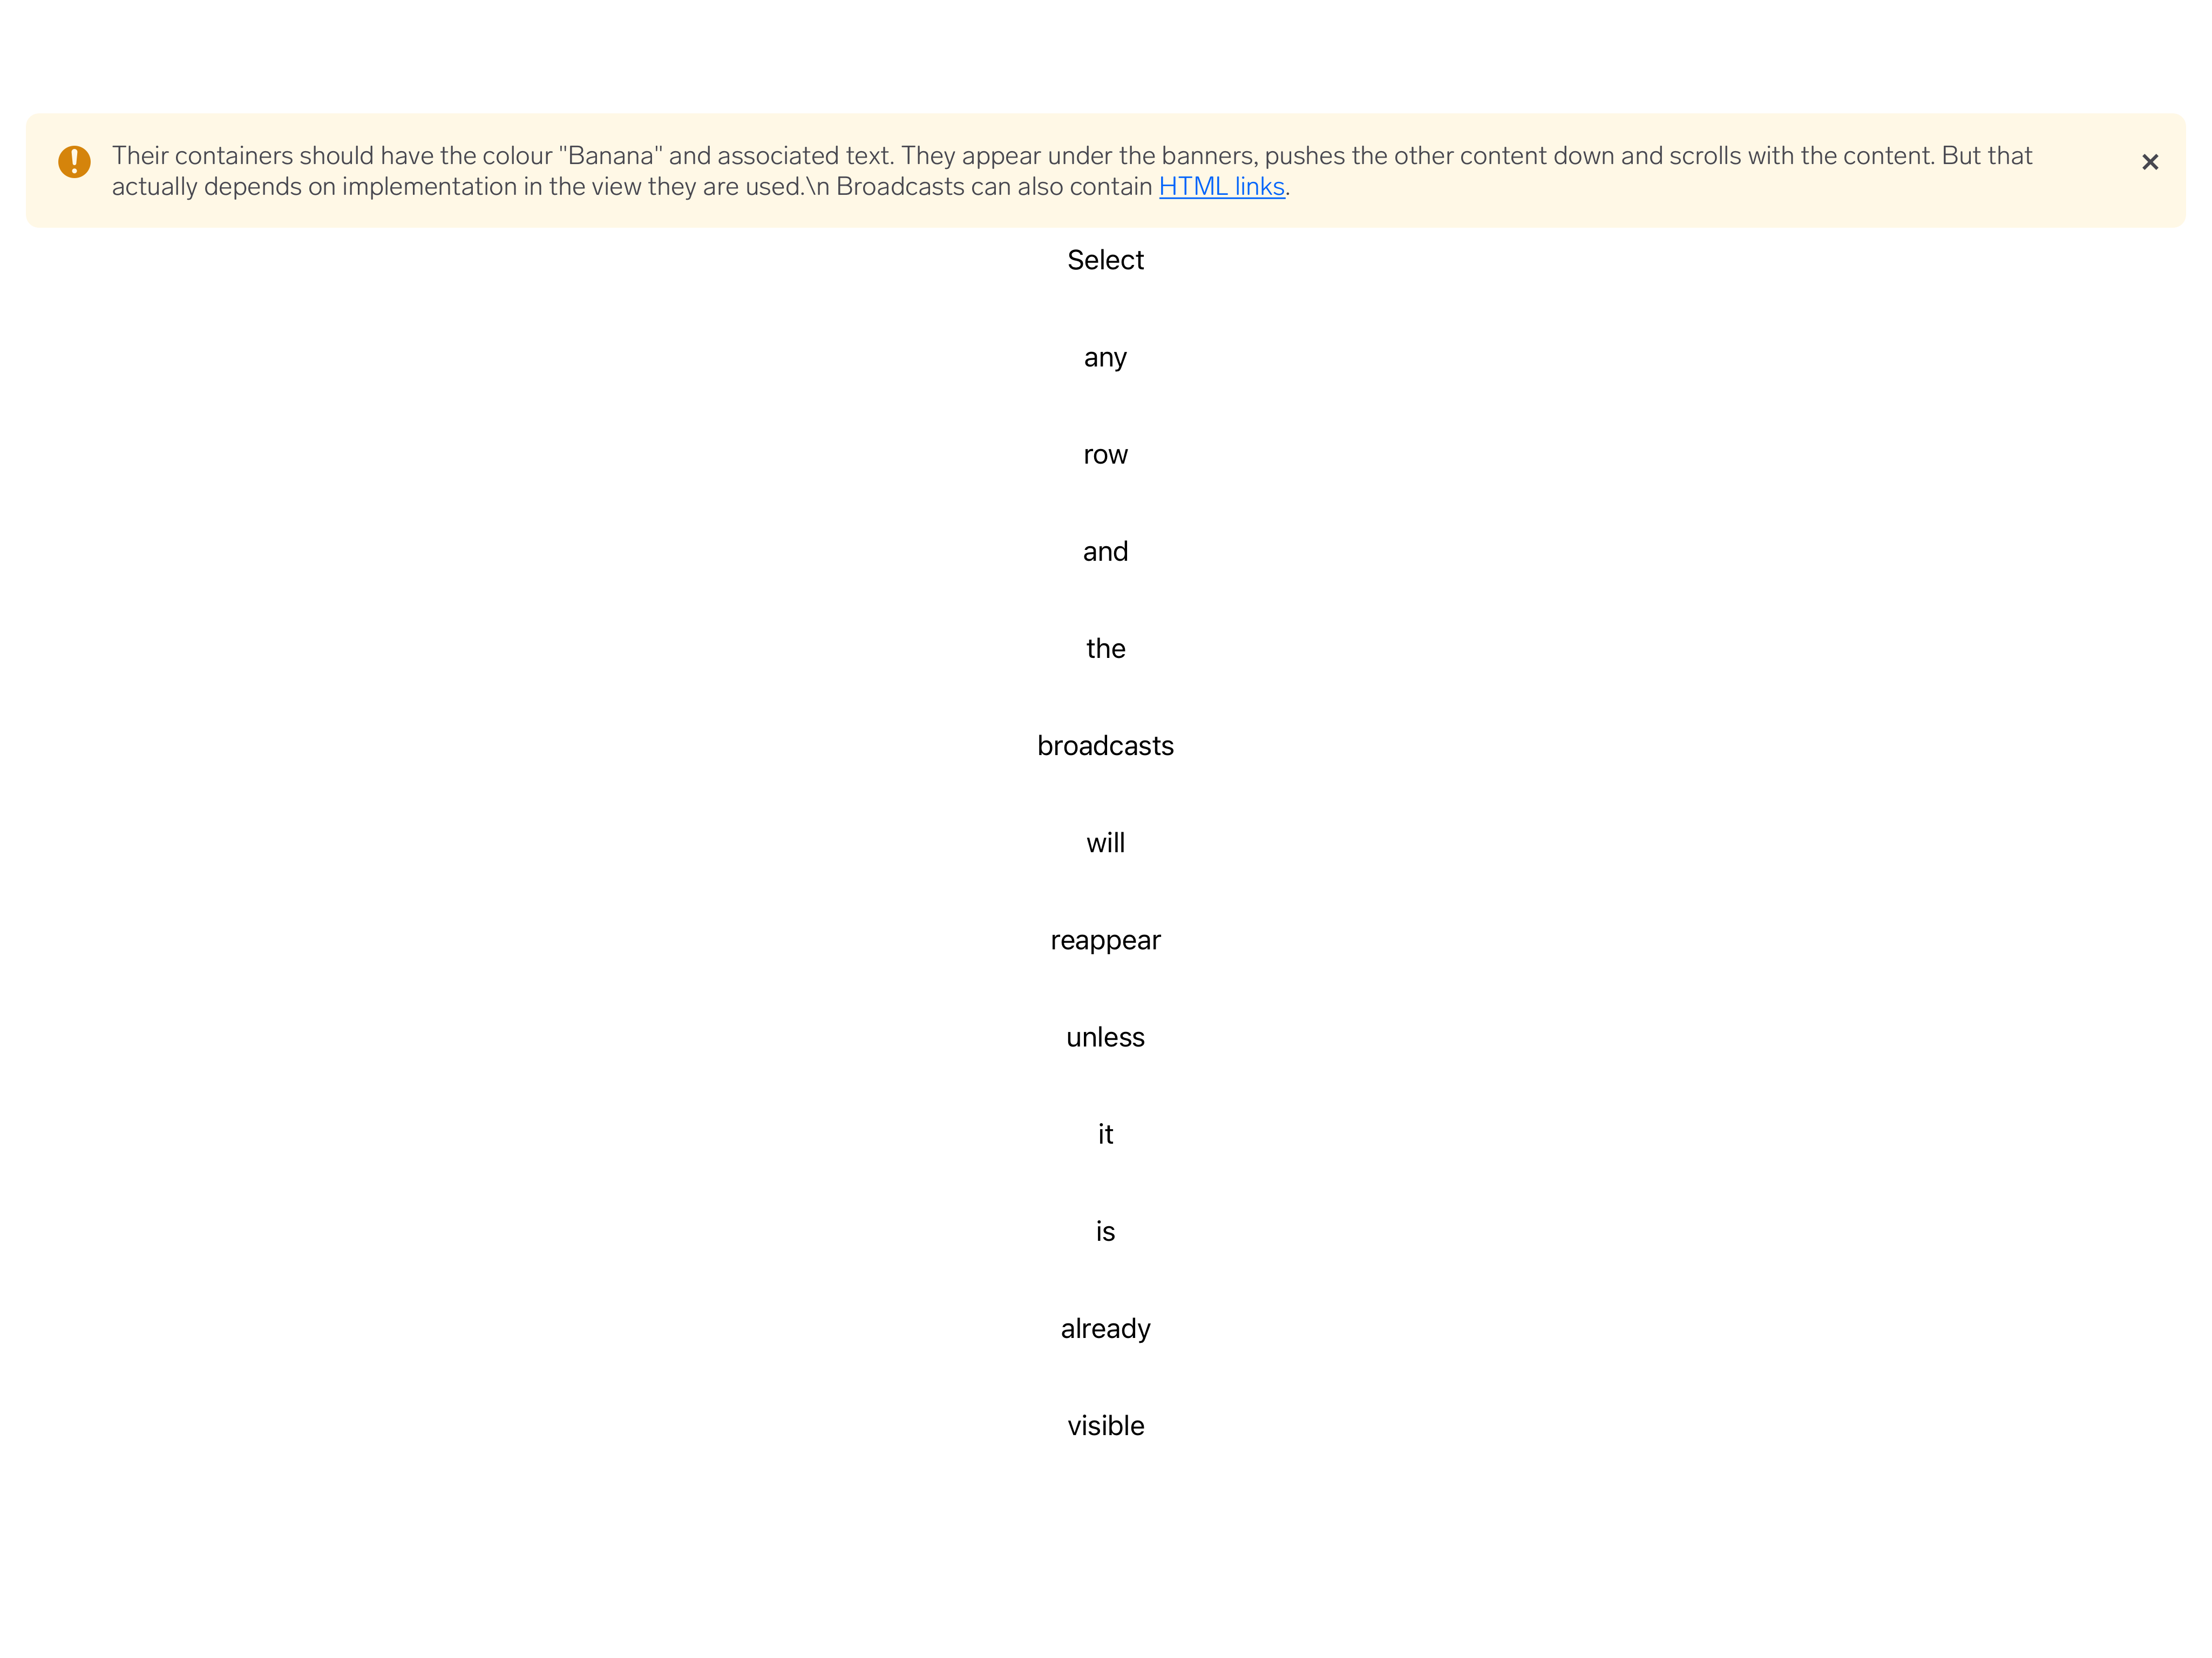 Their containers should have the colour "Banana" and associated text. They appear under the banners, pushes the other content down and scrolls with the content. But that
actually depends on implementation in the view they are used.\n Broadcasts can also contain HTML links.
Select
any
row
and
the
broadcasts
will
reappear
unless
it
is
already
visible